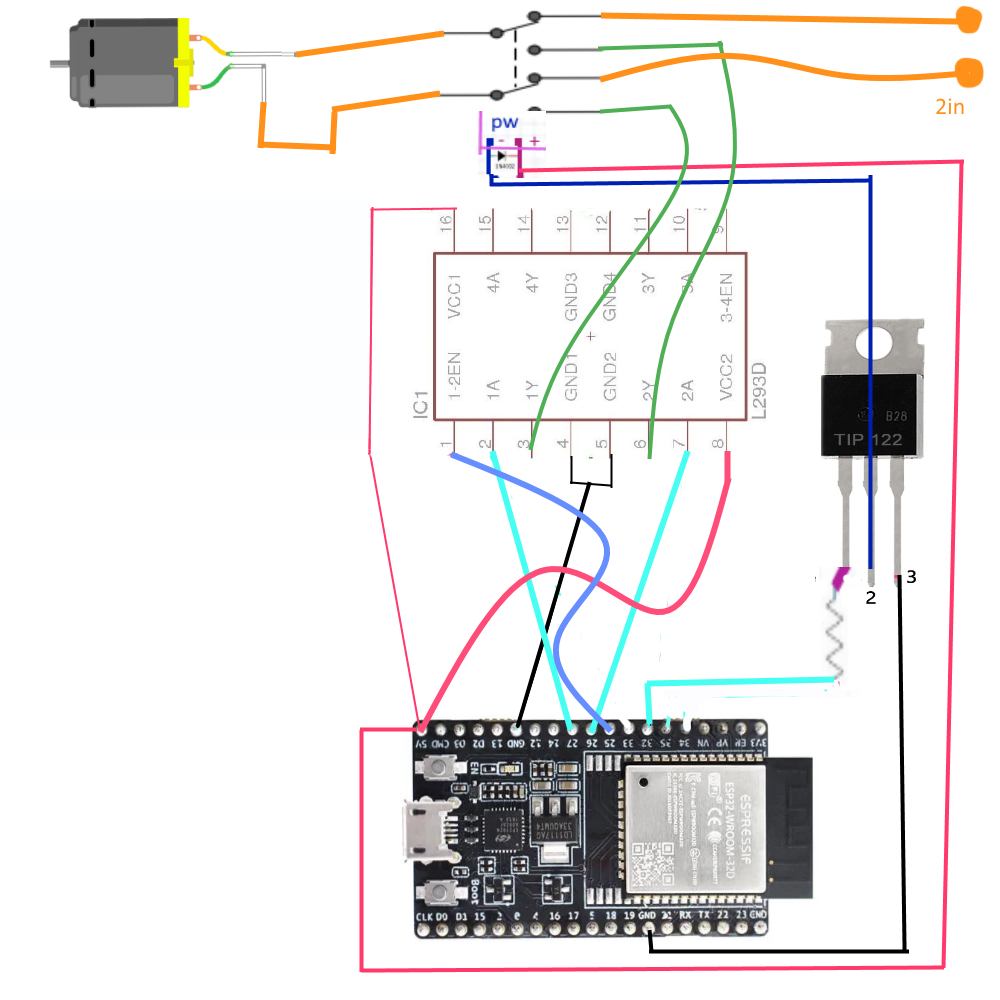 2in
pw
- +
1N4002
16 15 14 13 12 11 10 9
VCC1 4A 4Y GND3 GND4 3Y 3A 3-4EN
+
1-2EN 1A 1Y GND1 GND2 2Y 2A VCC2
IC1
L293D
1 2 3 4 5 6 7 8
B28
TIP 122
2
3
5V CMD D3 D2 13 GND 12 14 27 26 25 33 32 35 34 VN VP EN 3V3
EN
LD1117AG
33AQUMT4
ESPRESSIF
ESP32-WROOM-32D
Boot
CLK D0 D1 15 2 0 4 16 17 5 18 19 GND 21 RX TX 22 23 GND